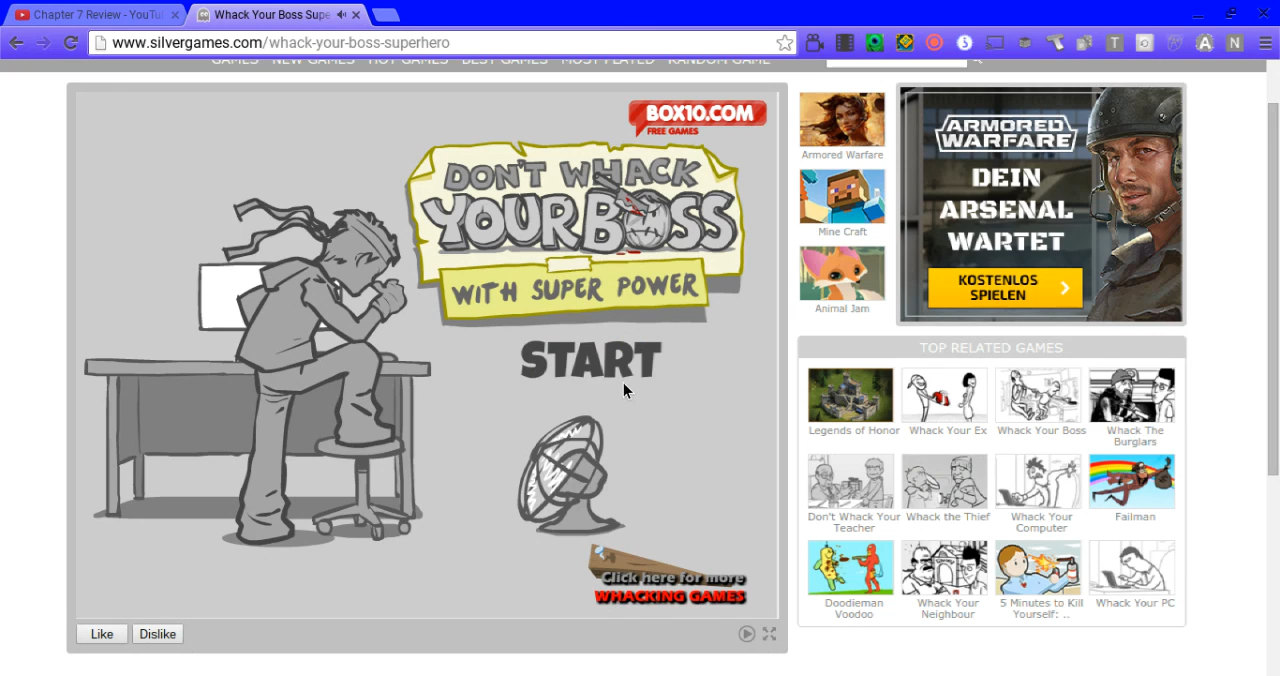 Chapter 7 Review - YouTu
Whack Your Boss Supe
www.silvergames.com/whack-your-boss-superhero
GAMES NEW GAMES HOT GAMES BEST GAMES MOST PLAYED RANDOM GAME
BOX10.COM
FREE GAMES
DON'T WHACK
YOUR BOSS
WITH SUPER POWER
START
Click here for more
WHACKING GAMES
Like Dislike
Armored Warfare
Mine Craft
Animal Jam
ARMORED
WARFARE
DEIN
ARSENAL
WARTET
KOSTENLOS
SPIELEN
TOP RELATED GAMES
Legends of Honor Whack Your Ex Whack Your Boss Whack The
Burglars
Don't Whack Your Whack the Thief Whack Your Failman
Teacher Computer
Doodieman Whack Your 5 Minutes to Kill Whack Your PC
Voodoo Neighbour Yourself: ..